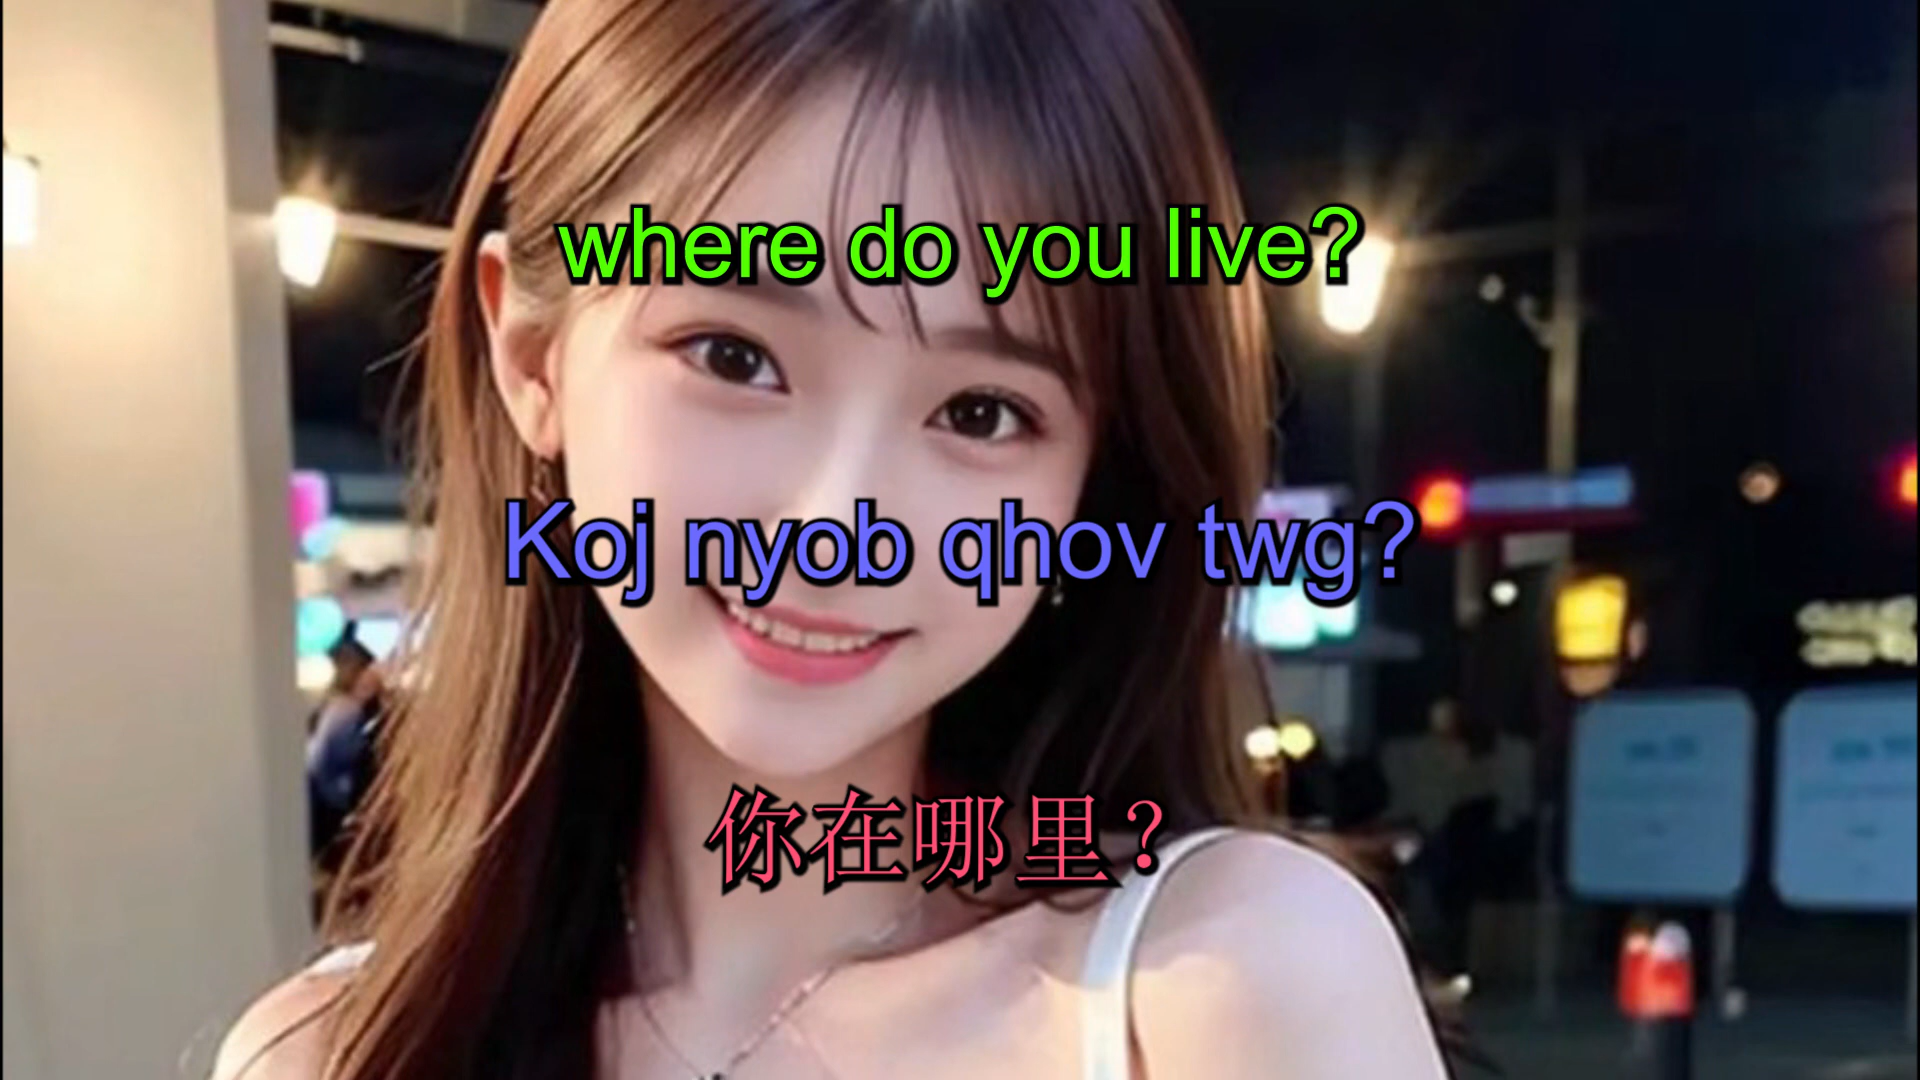 where do you live?
Koj nyob qhov twg?
你在哪里？